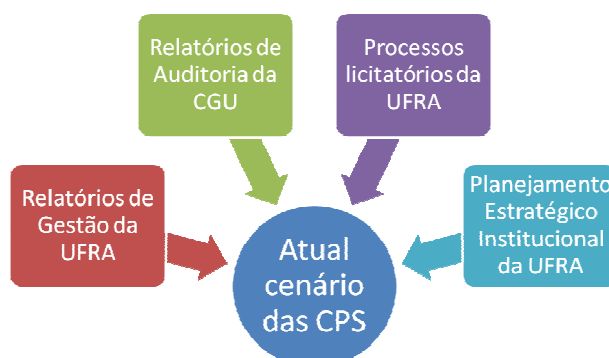 Relatórios de
Auditoria da
CGU
Processos
licitatórios da
UFRA
Relatórios de
Gestão da
UFRA
Planejamento
Estratégico
Institucional
da UFRA
Atual
cenário
das CPS